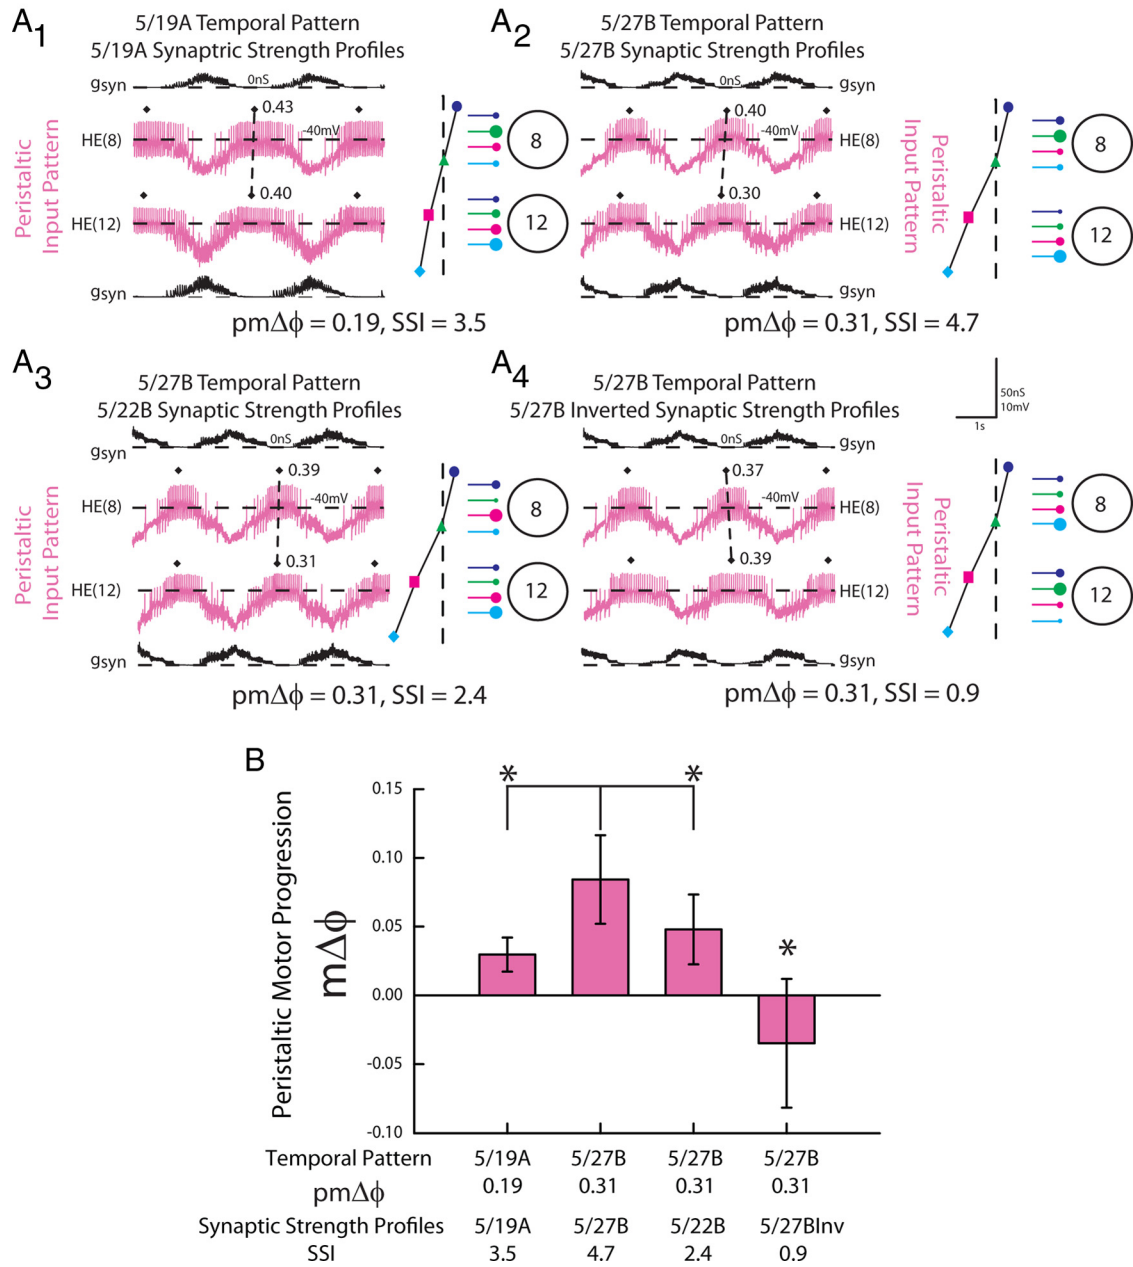 A1
5/19A Temporal Pattern
5/19A Synaptric Strength Profiles
gsyn
0nS
Peristaltic
Input Pattern
HE(8)
0.43
-40mV
8
0.40
HE(12)
12
gsyn
pmΔϕ = 0.19, SSI = 3.5
A2
5/27B Temporal Pattern
5/27B Synaptic Strength Profiles
gsyn
0nS
0.40
-40mV
HE(8)
Peristaltic
Input Pattern
8
0.30
HE(12)
12
gsyn
pmΔϕ = 0.31, SSI = 4.7
A3
5/27B Temporal Pattern
5/22B Synaptic Strength Profiles
gsyn
0nS
Peristaltic
Input Pattern
0.39
HE(8)
-40mV
8
0.31
HE(12)
12
gsyn
pmΔϕ = 0.31, SSI = 2.4
A4
5/27B Temporal Pattern
5/27B Inverted Synaptic Strength Profiles
50nS
10mV
1s
0nS
gsyn
0.37
-40mV
HE(8)
Peristaltic
Input Pattern
8
0.39
HE(12)
12
gsyn
pmΔϕ = 0.31, SSI = 0.9
B
Peristaltic Motor Progression
mΔϕ
0.15
0.10
0.05
0.00
-0.05
-0.10
*
*
*
Temporal Pattern 5/19A 5/27B 5/27B 5/27B
pmΔϕ 0.19 0.31 0.31 0.31
Synaptic Strength Profiles 5/19A 5/27B 5/22B 5/27BInv
SSI 3.5 4.7 2.4 0.9